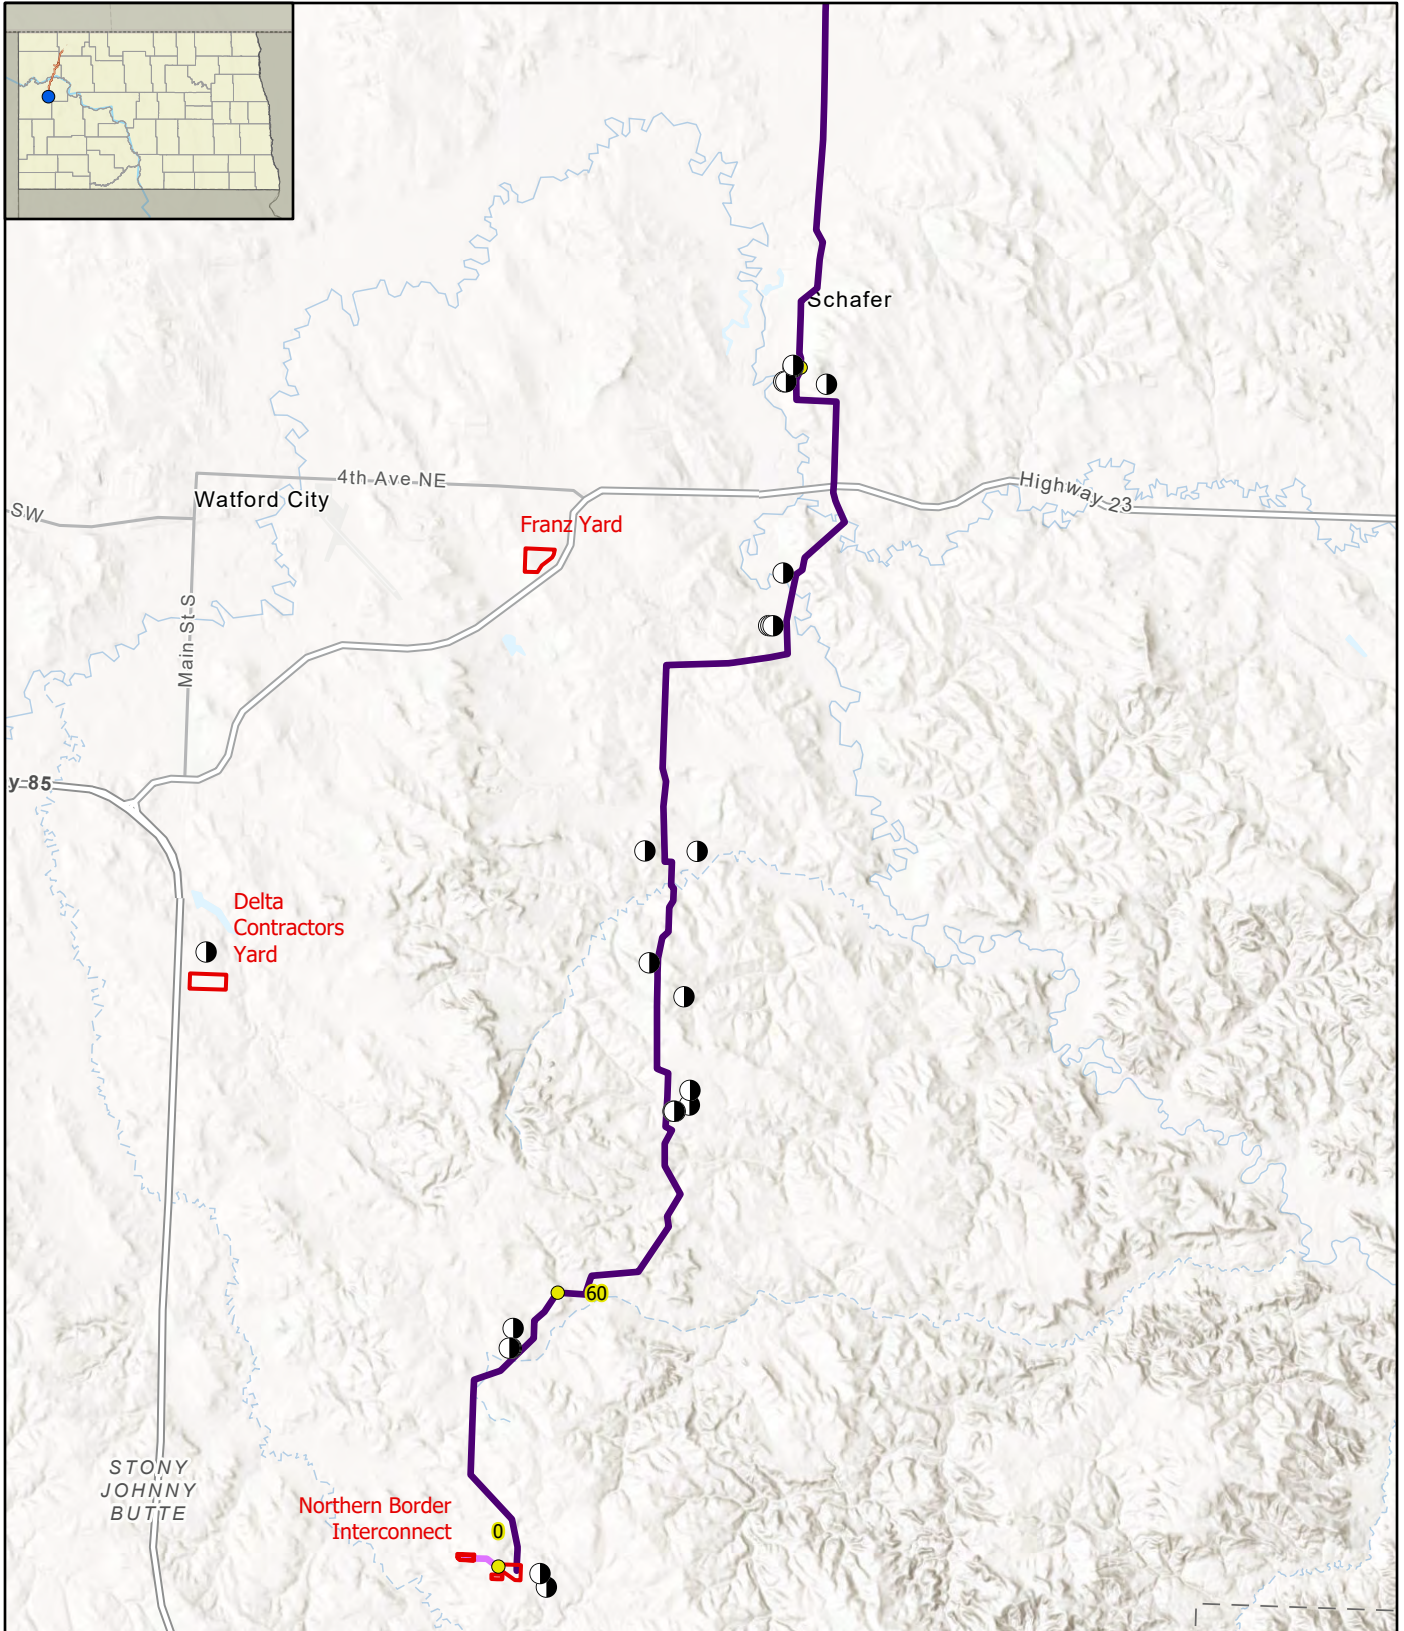 Schafer
4th Ave NE
Watford City
Highway 23
SW
Franz Yard
Main St S
y 85
Delta
Contractors
Yard
60
STONY
JOHNNY
BUTTE
Northern Border
Interconnect
0